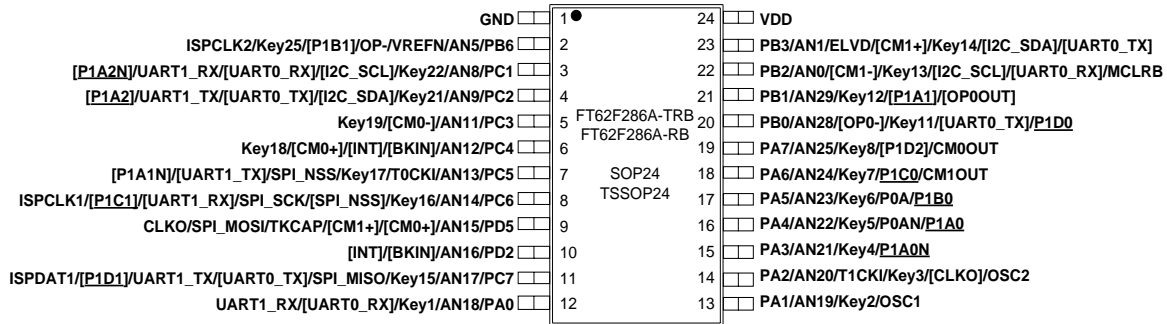 GND 1 24 VDD
ISPCLK2/Key25/[P1B1]/OP-/VREFN/AN5/PB6 2 23 PB3/AN1/ELVD/[CM1+]/Key14/[I2C_SDA]/[UART0_TX]
[P1A2N]/UART1_RX/[UART0_RX]/[I2C_SCL]/Key22/AN8/PC1 3 22 PB2/AN0/[CM1-]/Key13/[I2C_SCL]/[UART0_RX]/MCLRB
[P1A2]/UART1_TX/[UART0_TX]/[I2C_SDA]/Key21/AN9/PC2 4 21 PB1/AN29/Key12/[P1A1]/[OP0OUT]
Key19/[CM0-]/AN11/PC3 5 FT62F286A-TRB 20 PB0/AN28/[OP0-]/Key11/[UART0_TX]/P1D0
FT62F286A-RB
Key18/[CM0+]/[INT]/[BKIN]/AN12/PC4 6 19 PA7/AN25/Key8/[P1D2]/CM0OUT
[P1A1N]/[UART1_TX]/SPI_NSS/Key17/T0CKI/AN13/PC5 7 SOP24 18 PA6/AN24/Key7/P1C0/CM1OUT
ISPCLK1/[P1C1]/[UART1_RX]/SPI_SCK/[SPI_NSS]/Key16/AN14/PC6 8 TSSOP24 17 PA5/AN23/Key6/P0A/P1B0
CLKO/SPI_MOSI/TKCAP/[CM1+]/[CM0+]/AN15/PD5 9 16 PA4/AN22/Key5/P0AN/P1A0
[INT]/[BKIN]/AN16/PD2 10 15 PA3/AN21/Key4/P1A0N
ISPDAT1/[P1D1]/UART1_TX/[UART0_TX]/SPI_MISO/Key15/AN17/PC7 11 14 PA2/AN20/T1CKI/Key3/[CLKO]/OSC2
UART1_RX/[UART0_RX]/Key1/AN18/PA0 12 13 PA1/AN19/Key2/OSC1